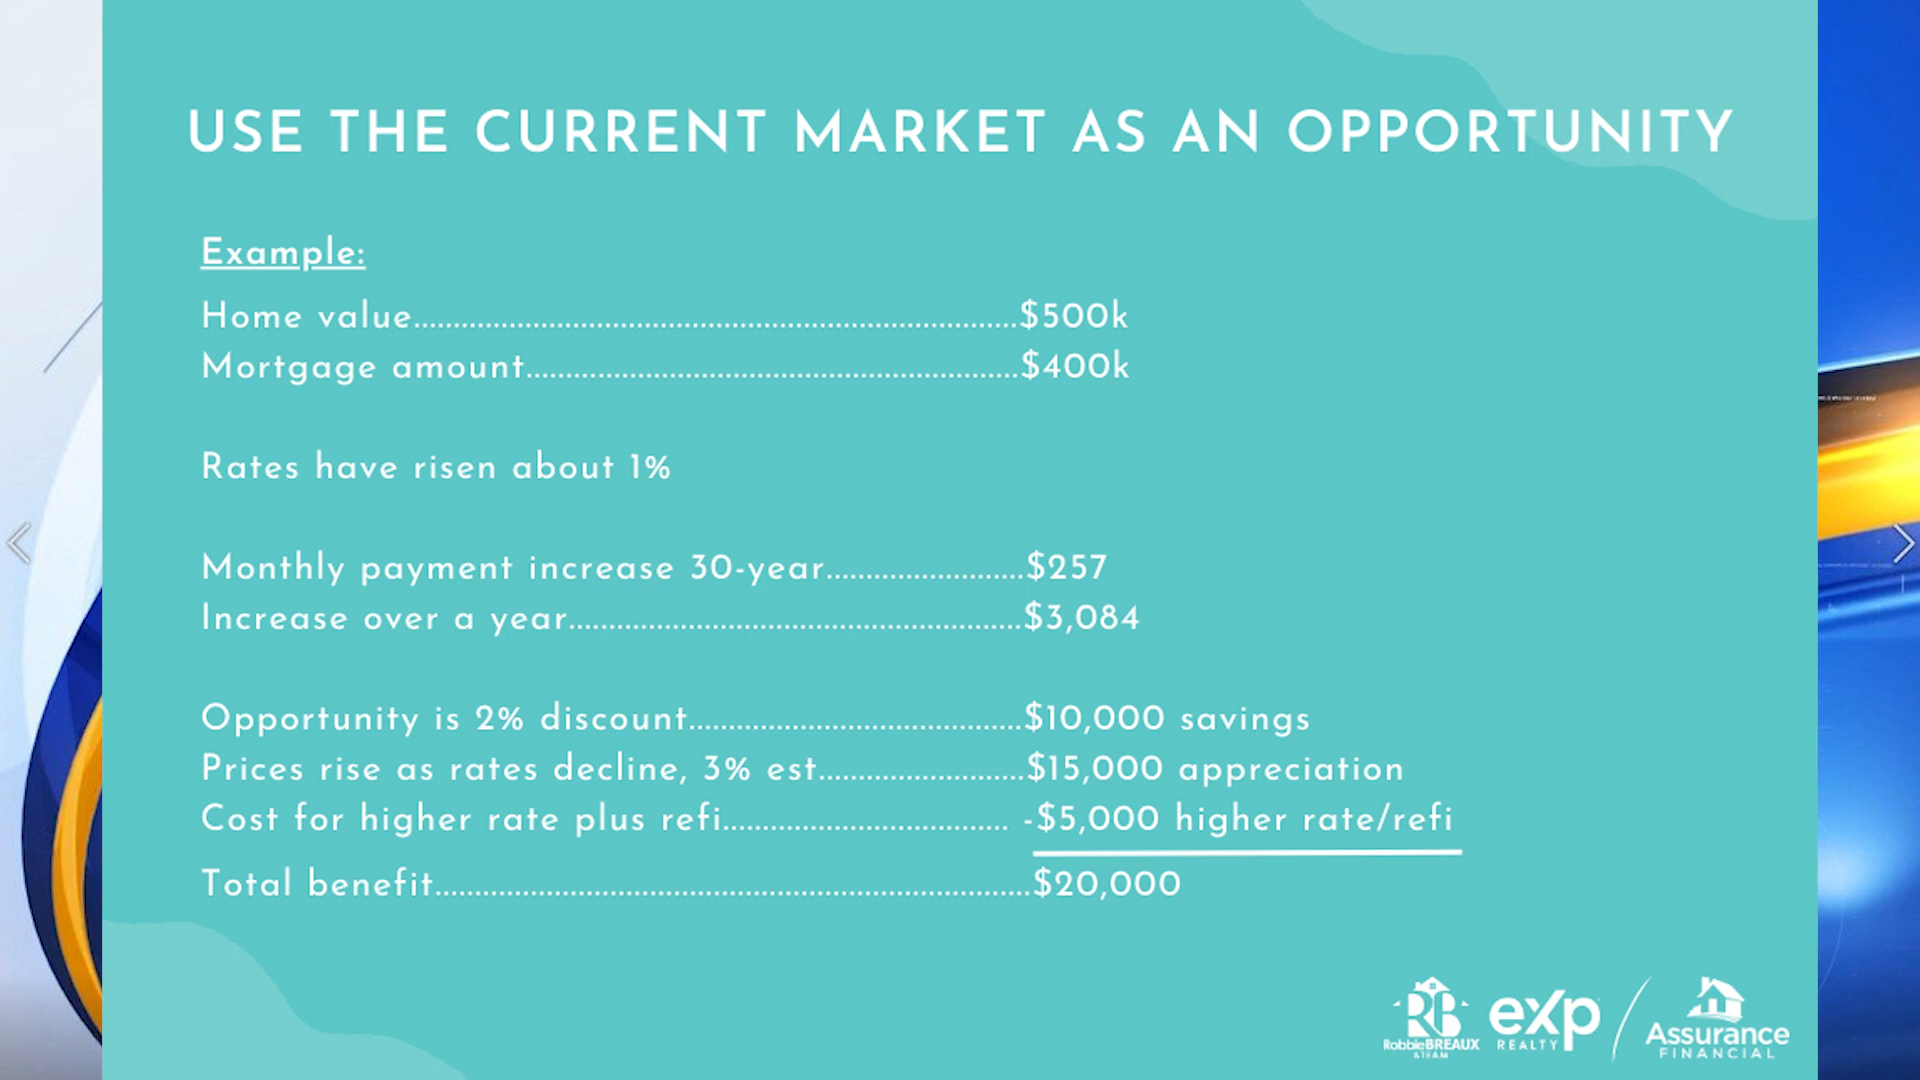 USE THE CURRENT MARKET AS AN OPPORTUNITY
Example:
Home value...........................................................................$500k
Mortgage amount.............................................................$400k
Rates have risen about 1%
Monthly payment increase 30-year.........................$257
Increase over a year........................................................$3,084
Opportunity is 2% discount.........................................$10,000 savings
Prices rise as rates decline, 3% est..........................$15,000 appreciation
Cost for higher rate plus refi.................................... -$5,000 higher rate/refi
Total benefit..........................................................................$20,000
RB
RobbieBREAUX
& TEAM
eXp
REALTY
Assurance
FINANCIAL